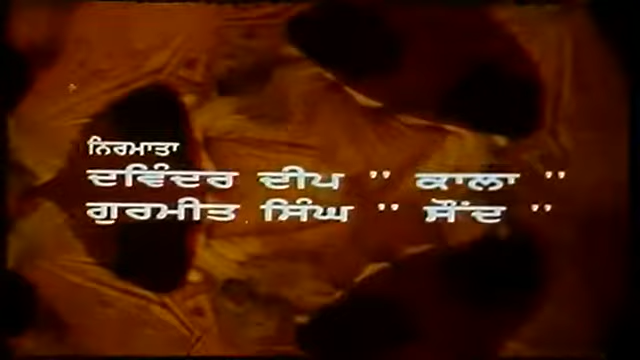 ਨਿਰਮਾਤਾ
ਦਵਿੰਦਰ ਦੀਪ " ਕਾਲਾ "
ਗੁਰਮੀਤ ਸਿੰਘ " ਸੌਂਦ "